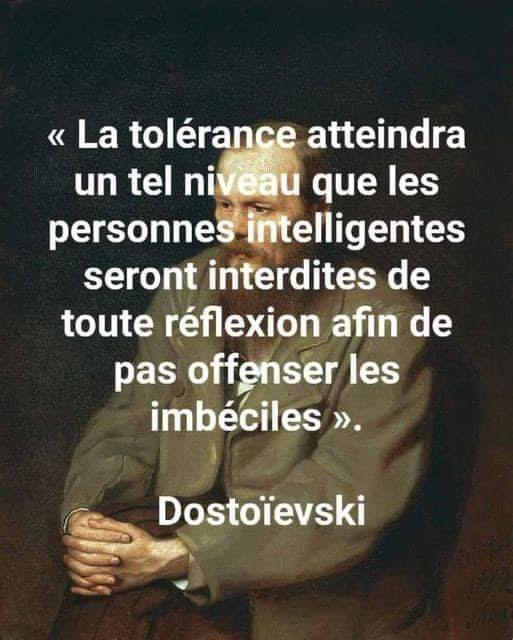 « La tolérance atteindra
un tel niveau que les
personnes intelligentes
seront interdites de
toute réflexion afin de
pas offenser les
imbéciles ».
Dostoïevski